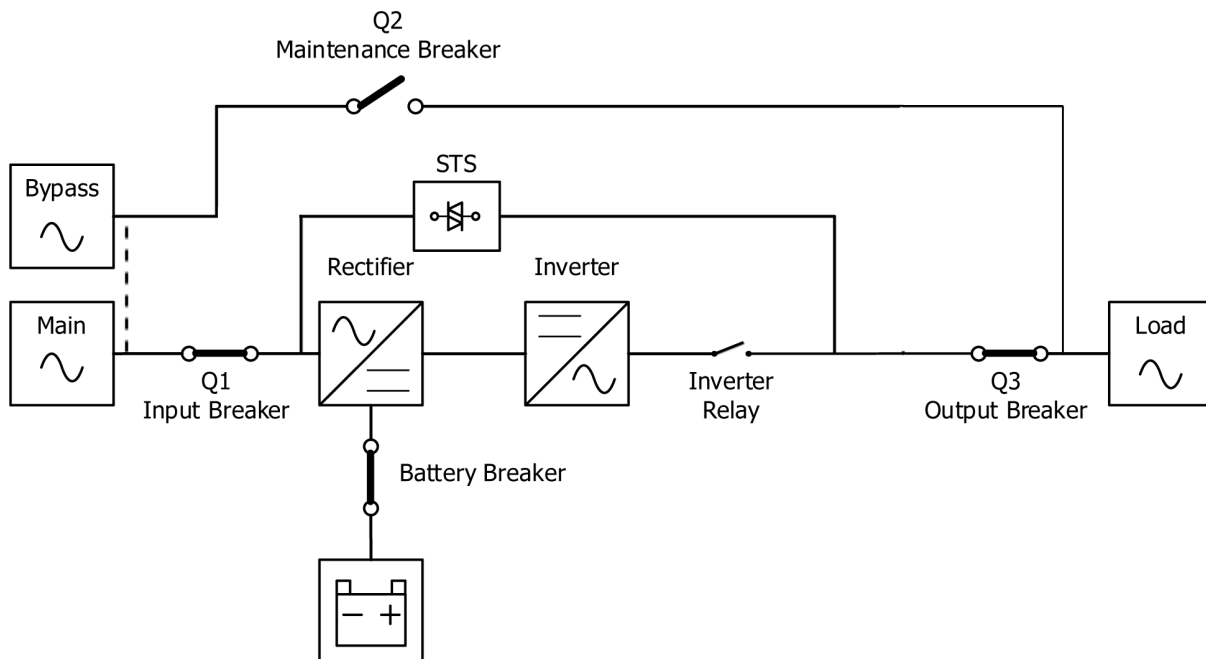 Q2
Maintenance Breaker
Bypass
STS
Rectifier
Inverter
Main
Load
Q1
Input Breaker
Inverter
Relay
Q3
Output Breaker
Battery Breaker